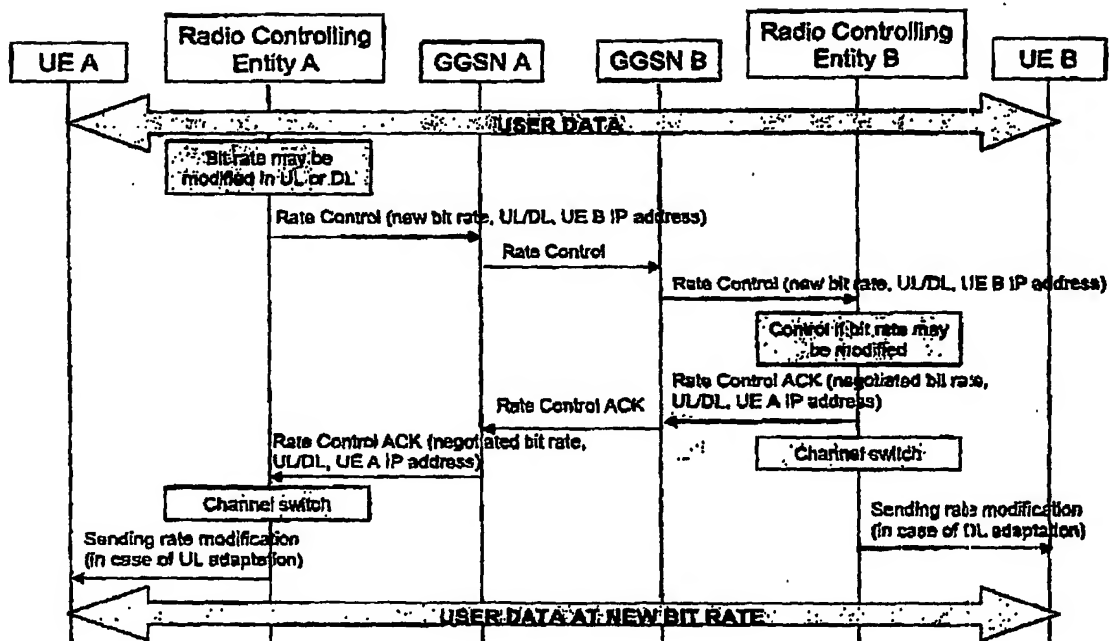 UE A
Radio Controlling
Entity A
GGSN A
GGSN B
Radio Controlling
Entity B
UE B
USER DATA
Bit rate may be
modified in UL or DL
Rate Control (new bit rate, UL/DL, UE B IP address)
Rate Control
Rate Control (new bit rate, UL/DL, UE B IP address)
Control if bit rate may
be modified
Rate Control ACK (negotiated bit rate,
UL/DL, UE A IP address)
Rate Control ACK
Rate Control ACK (negotiated bit rate,
UL/DL, UE A IP address)
Channel switch
Channel switch
Sending rate modification
(in case of DL adaptation)
Sending rate modification
(in case of UL adaptation)
USER DATA AT NEW BIT RATE